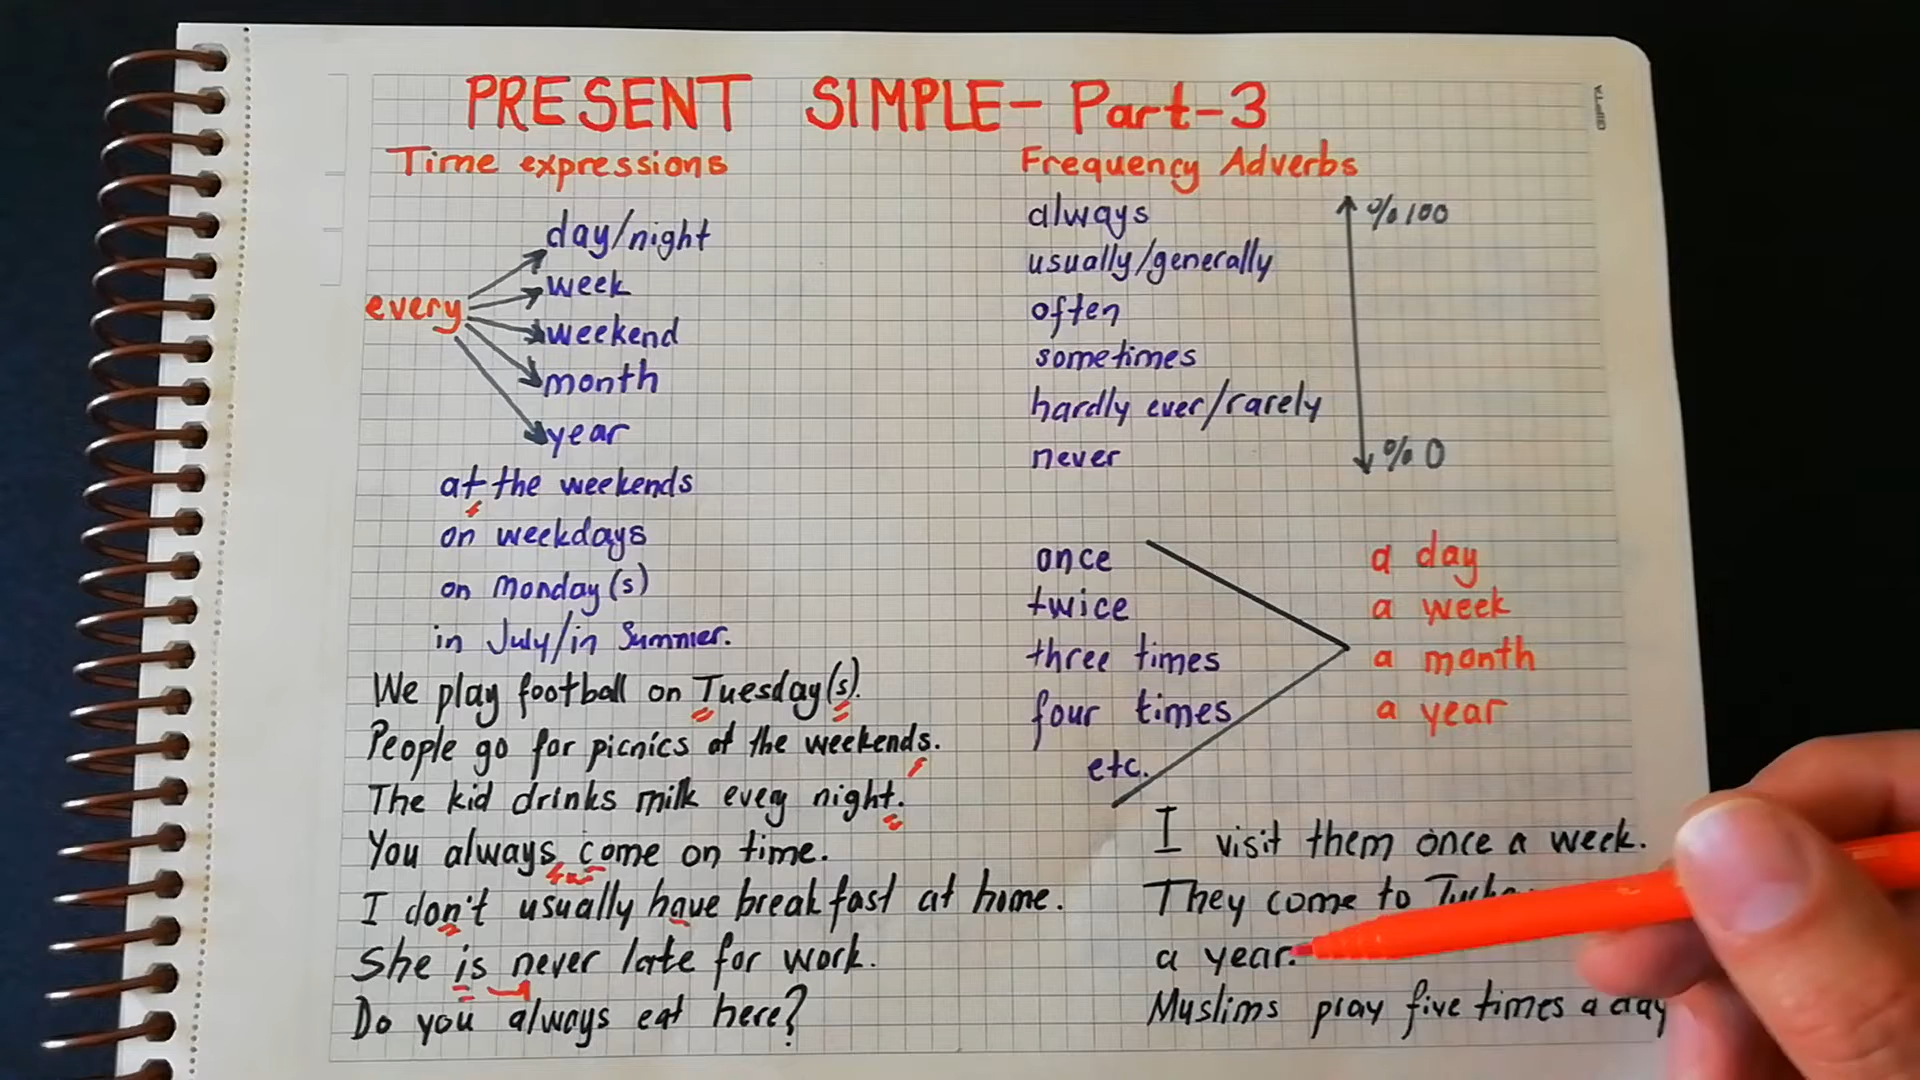 PRESENT SIMPLE- Part-3
Time expressions
every
day/night
week
weekend
month
year
at the weekends
on weekdays
on Monday(s)
in July/in Summer.
We play football on Tuesday(s).
People go for picnics at the weekends.
The kid drinks milk every night.
You always come on time.
I don't usually have breakfast at home.
She is never late for work.
Do you always eat here?
Frequency Adverbs
always
usually/generally
often
sometimes
hardly ever/rarely
never
%100
%0
once
twice
three times
four times
etc.
a day
a week
a month
a year
I visit them once a week.
They come to
a year.
Muslims pray five times a day
GIPTA